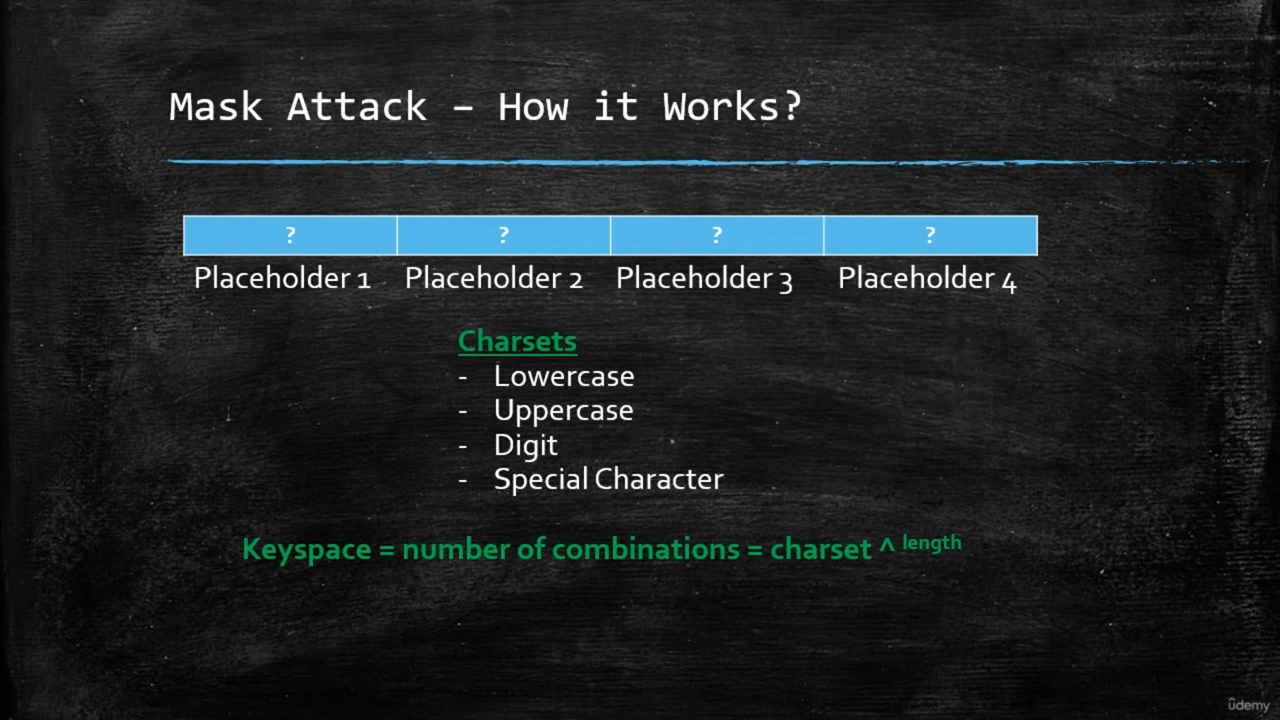 Mask Attack – How it Works?
? ? ? ?
Placeholder 1 Placeholder 2 Placeholder 3 Placeholder 4
Charsets
- Lowercase
- Uppercase
- Digit
- Special Character
Keyspace = number of combinations = charset ^ length
ûdemy